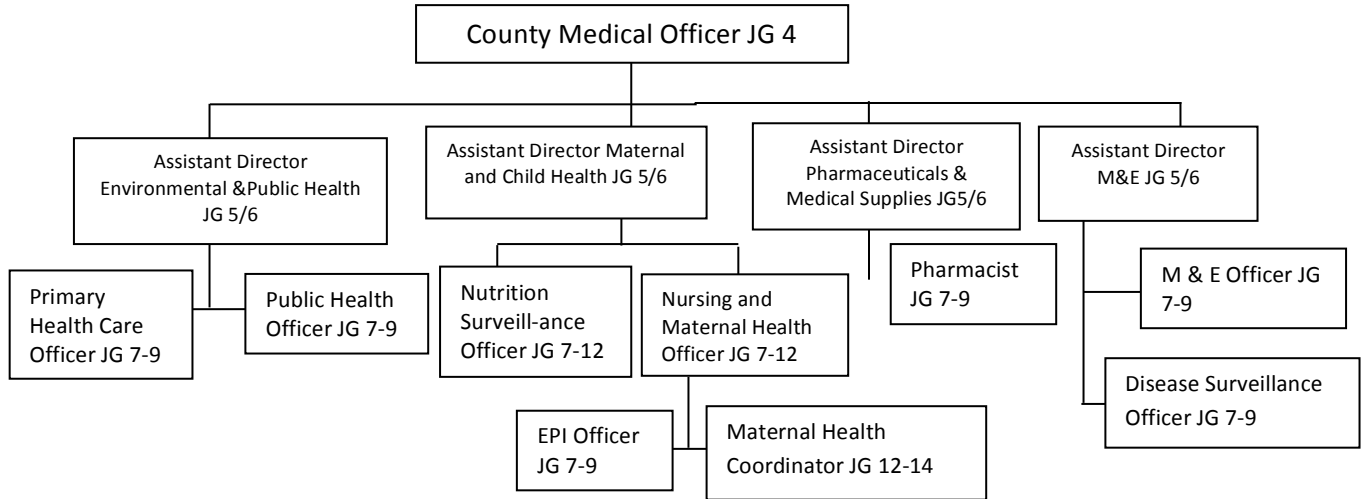 County Medical Officer JG 4
Assistant Director
Environmental &Public Health
JG 5/6
Assistant Director Maternal
and Child Health JG 5/6
Assistant Director
Pharmaceuticals &
Medical Supplies JG5/6
Assistant Director
M&E JG 5/6
Primary
Health Care
Officer JG 7-9
Public Health
Officer JG 7-9
Nutrition
Surveill-ance
Officer JG 7-12
Nursing and
Maternal Health
Officer JG 7-12
Pharmacist
JG 7-9
M & E Officer JG
7-9
Disease Surveillance
Officer JG 7-9
EPI Officer
JG 7-9
Maternal Health
Coordinator JG 12-14